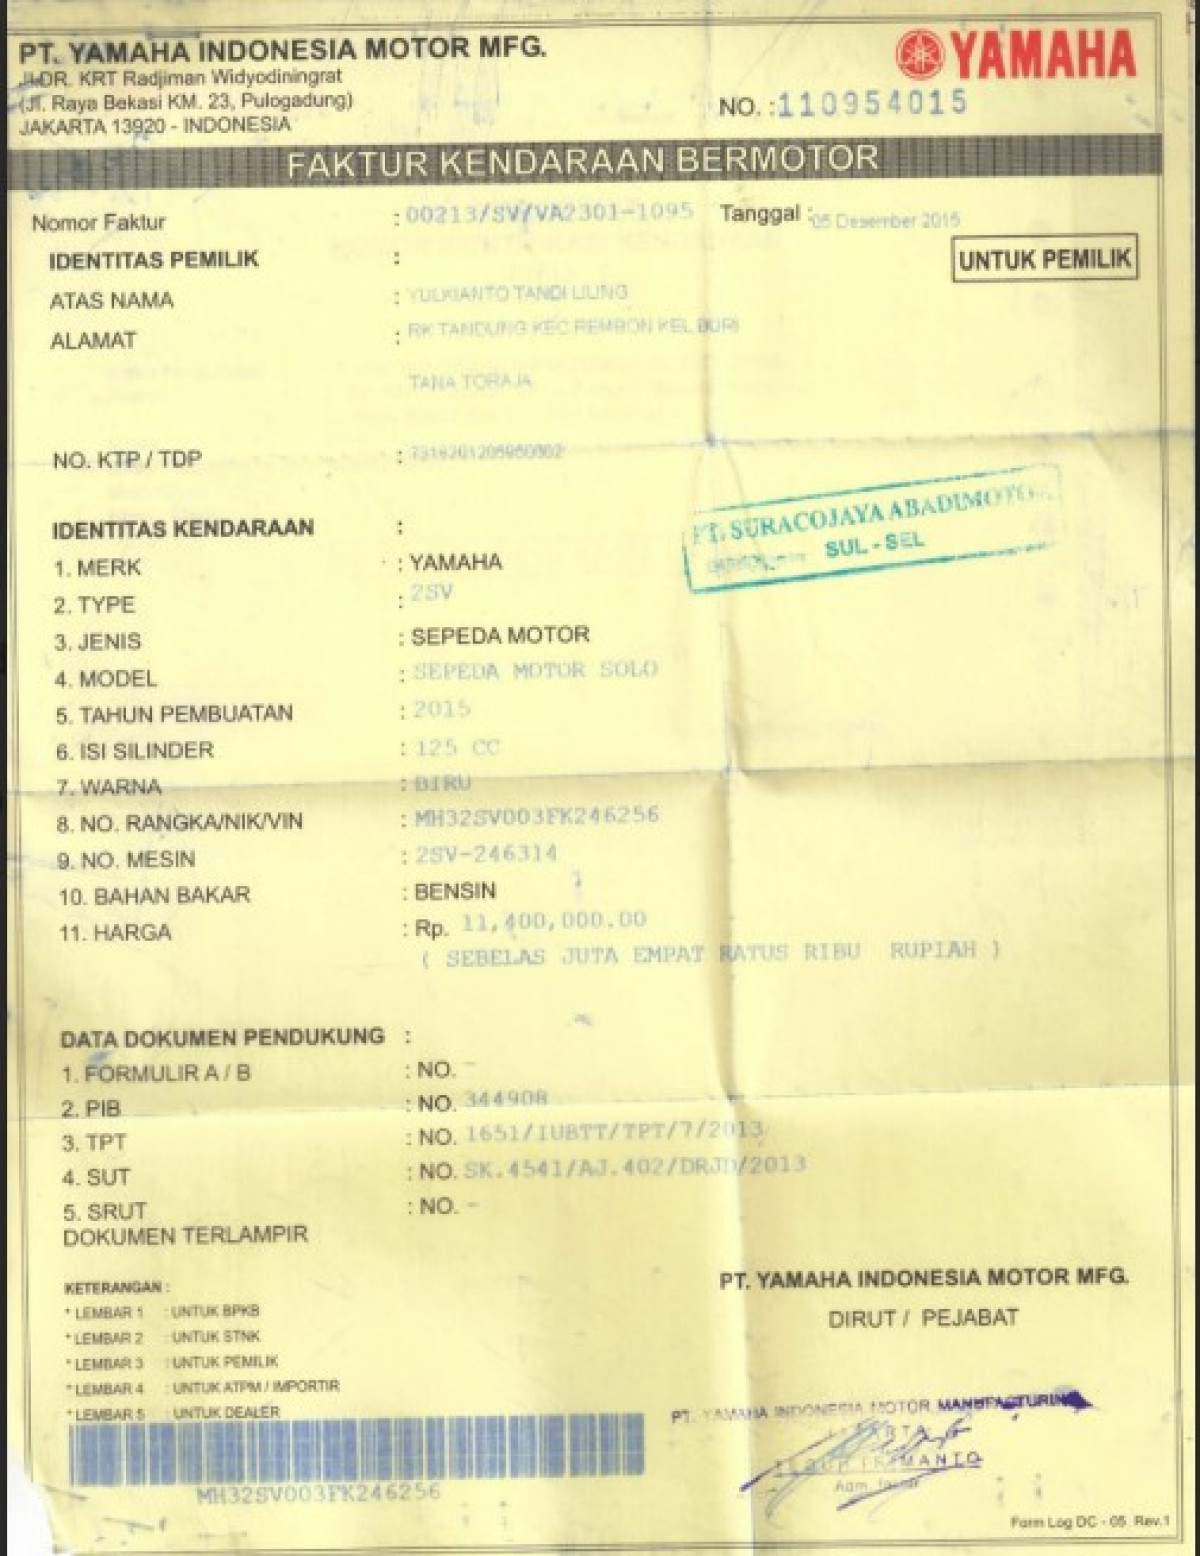 PT. YAMAHA INDONESIA MOTOR MFG.
Jl.DR. KRT Radjiman Widyodiningrat
(Jl. Raya Bekasi KM. 23, Pulogadung)
JAKARTA 13920 - INDONESIA
YAMAHA
NO. :110954015
FAKTUR KENDARAAN BERMOTOR
Nomor Faktur : 00213/SV/VA2301-1095 Tanggal : 05 Desember 2015
IDENTITAS PEMILIK :
UNTUK PEMILIK
ATAS NAMA : YULKIANTO TANDI LILING
ALAMAT : RK TANDUNG KEC REMBON KEL BURI
TANA TORAJA
NO. KTP / TDP :
IDENTITAS KENDARAAN :
PT. SURACOJAYA ABADIMOTOR
SUL - SEL
1. MERK : YAMAHA
2. TYPE : 2SV
3. JENIS : SEPEDA MOTOR
4. MODEL : SEPEDA MOTOR SOLO
5. TAHUN PEMBUATAN : 2015
6. ISI SILINDER : 125 CC
7. WARNA : BIRU
8. NO. RANGKA/NIK/VIN : MH32SV003FK246256
9. NO. MESIN : 2SV-246314
10. BAHAN BAKAR : BENSIN
11. HARGA : Rp. 11,400,000.00
( SEBELAS JUTA EMPAT RATUS RIBU RUPIAH )
DATA DOKUMEN PENDUKUNG :
1. FORMULIR A / B : NO. -
2. PIB : NO. 344908
3. TPT : NO. 1651/IUBTT/TPT/7/2013
4. SUT : NO. SK.4541/AJ.402/DRJD/2013
5. SRUT : NO. -
DOKUMEN TERLAMPIR
KETERANGAN :
* LEMBAR 1 : UNTUK BPKB
* LEMBAR 2 : UNTUK STNK
* LEMBAR 3 : UNTUK PEMILIK
* LEMBAR 4 : UNTUK ATPM / IMPORTIR
* LEMBAR 5 : UNTUK DEALER
MH32SV003FK246256
PT. YAMAHA INDONESIA MOTOR MFG.
DIRUT / PEJABAT
PT. YAMAHA INDONESIA MOTOR MANUFACTURING
JAKARTA
Form Log DC - 05 Rev.1